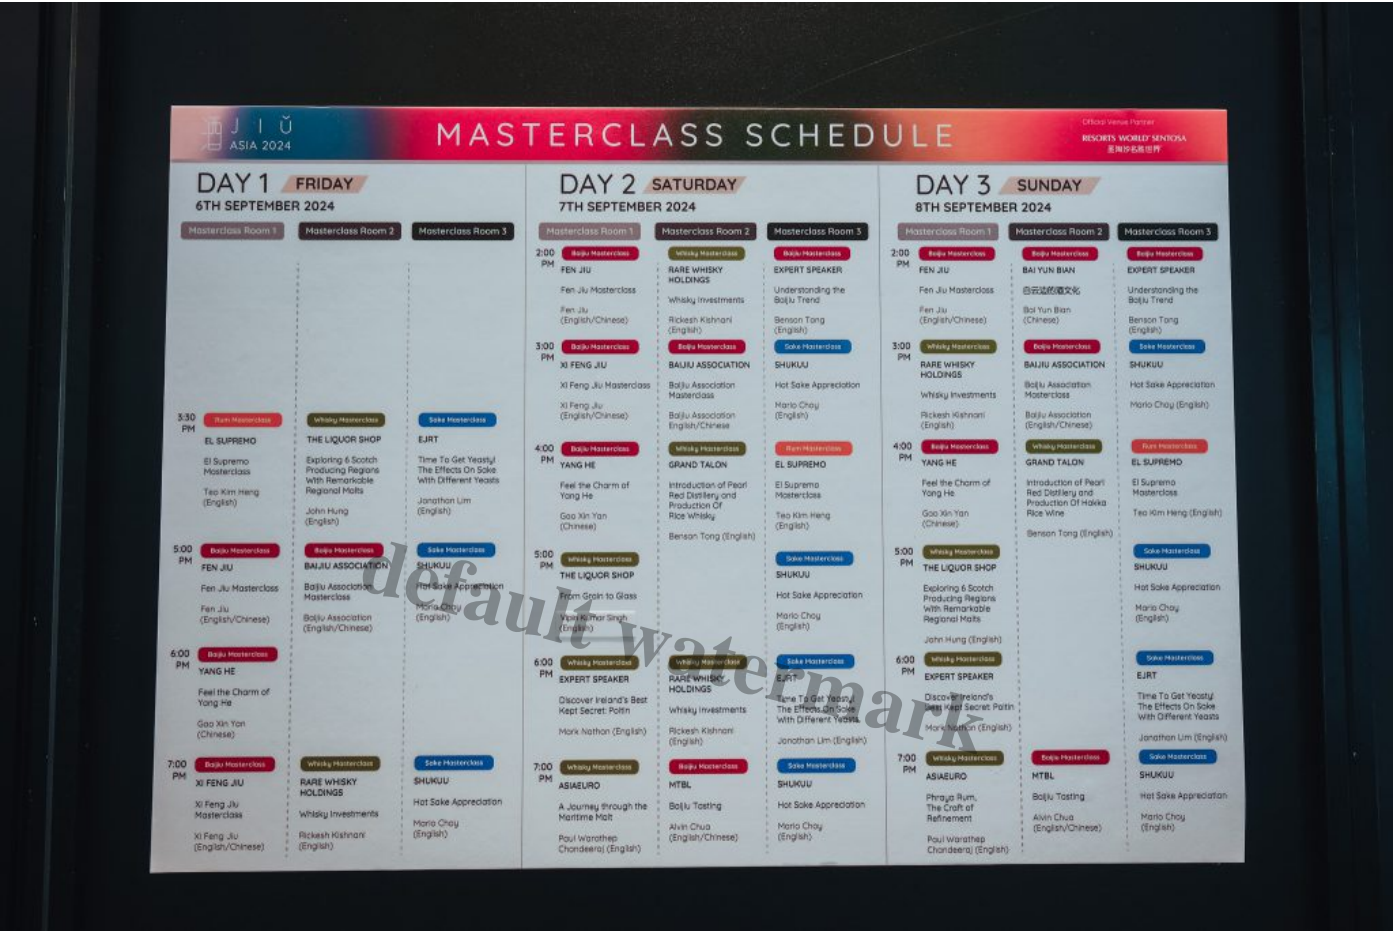 JIǓ
ASIA 2024
MASTERCLASS SCHEDULE
Official Venue Partner
RESORTS WORLD SENTOSA
圣淘沙名胜世界
DAY 1 FRIDAY
6TH SEPTEMBER 2024
Masterclass Room 1
Masterclass Room 2
Masterclass Room 3
3:30 PM
Rum Masterclass
EL SUPREMO
El Supremo
Masterclass
Teo Kim Heng
(English)
Whisky Masterclass
THE LIQUOR SHOP
Exploring 6 Scotch
Producing Regions
With Remarkable
Regional Malts
John Hung
(English)
Sake Masterclass
EJRT
Time To Get Yeasty!
The Effects On Sake
With Different Yeasts
Jonathan Lim
(English)
5:00 PM
Baijiu Masterclass
FEN JIU
Fen Jiu Masterclass
Fen Jiu
(English/Chinese)
Baijiu Masterclass
BAIJIU ASSOCIATION
Baijiu Association
Masterclass
Baijiu Association
(English/Chinese)
Sake Masterclass
SHUKUU
Hot Sake Appreciation
Mario Choy
(English)
6:00 PM
Baijiu Masterclass
YANG HE
Feel the Charm of
Yang He
Gao Xin Yan
(Chinese)
7:00 PM
Baijiu Masterclass
XI FENG JIU
Xi Feng Jiu
Masterclass
Xi Feng Jiu
(English/Chinese)
Whisky Masterclass
RARE WHISKY
HOLDINGS
Whisky Investments
Rickesh Kishnani
(English)
Sake Masterclass
SHUKUU
Hot Sake Appreciation
Mario Choy
(English)
DAY 2 SATURDAY
7TH SEPTEMBER 2024
Masterclass Room 1
Masterclass Room 2
Masterclass Room 3
2:00 PM
Baijiu Masterclass
FEN JIU
Fen Jiu Masterclass
Fen Jiu
(English/Chinese)
Whisky Masterclass
RARE WHISKY
HOLDINGS
Whisky Investments
Rickesh Kishnani
(English)
Baijiu Masterclass
EXPERT SPEAKER
Understanding the
Baijiu Trend
Benson Tong
(English)
3:00 PM
Baijiu Masterclass
XI FENG JIU
Xi Feng Jiu Masterclass
Xi Feng Jiu
(English/Chinese)
Baijiu Masterclass
BAIJIU ASSOCIATION
Baijiu Association
Masterclass
Baijiu Association
English/Chinese
Sake Masterclass
SHUKUU
Hot Sake Appreciation
Mario Choy
(English)
4:00 PM
Baijiu Masterclass
YANG HE
Feel the Charm of
Yang He
Gao Xin Yan
(Chinese)
Whisky Masterclass
GRAND TALON
Introduction of Pearl
Red Distillery and
Production Of
Rice Whisky
Benson Tong (English)
Rum Masterclass
EL SUPREMO
El Supremo
Masterclass
Teo Kim Heng
(English)
5:00 PM
Whisky Masterclass
THE LIQUOR SHOP
From Grain to Glass
Vipin Kumar Singh
(English)
Sake Masterclass
SHUKUU
Hot Sake Appreciation
Mario Choy
(English)
6:00 PM
Whisky Masterclass
EXPERT SPEAKER
Discover Ireland's Best
Kept Secret: Poitin
Mark Nathan (English)
Whisky Masterclass
RARE WHISKY
HOLDINGS
Whisky Investments
Rickesh Kishnani
(English)
Sake Masterclass
EJRT
Time To Get Yeasty!
The Effects On Sake
With Different Yeasts
Jonathan Lim (English)
7:00 PM
Whisky Masterclass
ASIAEURO
A Journey through the
Maritime Malt
Paul Warathep
Chandeeraj (English)
Baijiu Masterclass
MTBL
Baijiu Tasting
Alvin Chua
(English/Chinese)
Sake Masterclass
SHUKUU
Hot Sake Appreciation
Mario Choy
(English)
DAY 3 SUNDAY
8TH SEPTEMBER 2024
Masterclass Room 1
Masterclass Room 2
Masterclass Room 3
2:00 PM
Baijiu Masterclass
FEN JIU
Fen Jiu Masterclass
Fen Jiu
(English/Chinese)
Baijiu Masterclass
BAI YUN BIAN
白云边的酒文化
Bai Yun Bian
(Chinese)
Baijiu Masterclass
EXPERT SPEAKER
Understanding the
Baijiu Trend
Benson Tong
(English)
3:00 PM
Whisky Masterclass
RARE WHISKY
HOLDINGS
Whisky Investments
Rickesh Kishnani
(English)
Baijiu Masterclass
BAIJIU ASSOCIATION
Baijiu Association
Masterclass
Baijiu Association
(English/Chinese)
Sake Masterclass
SHUKUU
Hot Sake Appreciation
Mario Choy (English)
4:00 PM
Baijiu Masterclass
YANG HE
Feel the Charm of
Yang He
Gao Xin Yan
(Chinese)
Whisky Masterclass
GRAND TALON
Introduction of Pearl
Red Distillery and
Production Of Hakka
Rice Wine
Benson Tong (English)
Rum Masterclass
EL SUPREMO
El Supremo
Masterclass
Teo Kim Heng (English)
5:00 PM
Whisky Masterclass
THE LIQUOR SHOP
Exploring 6 Scotch
Producing Regions
With Remarkable
Regional Malts
John Hung (English)
Sake Masterclass
SHUKUU
Hot Sake Appreciation
Mario Choy
(English)
6:00 PM
Whisky Masterclass
EXPERT SPEAKER
Discover Ireland's
Best Kept Secret Poitin
Mark Nathan (English)
Sake Masterclass
EJRT
Time To Get Yeasty!
The Effects On Sake
With Different Yeasts
Jonathan Lim (English)
7:00 PM
Whisky Masterclass
ASIAEURO
Phraya Rum,
The Craft of
Refinement
Paul Warathep
Chandeeraj (English)
Baijiu Masterclass
MTBL
Baijiu Tasting
Alvin Chua
(English/Chinese)
Sake Masterclass
SHUKUU
Hot Sake Appreciation
Mario Choy
(English)
default watermark